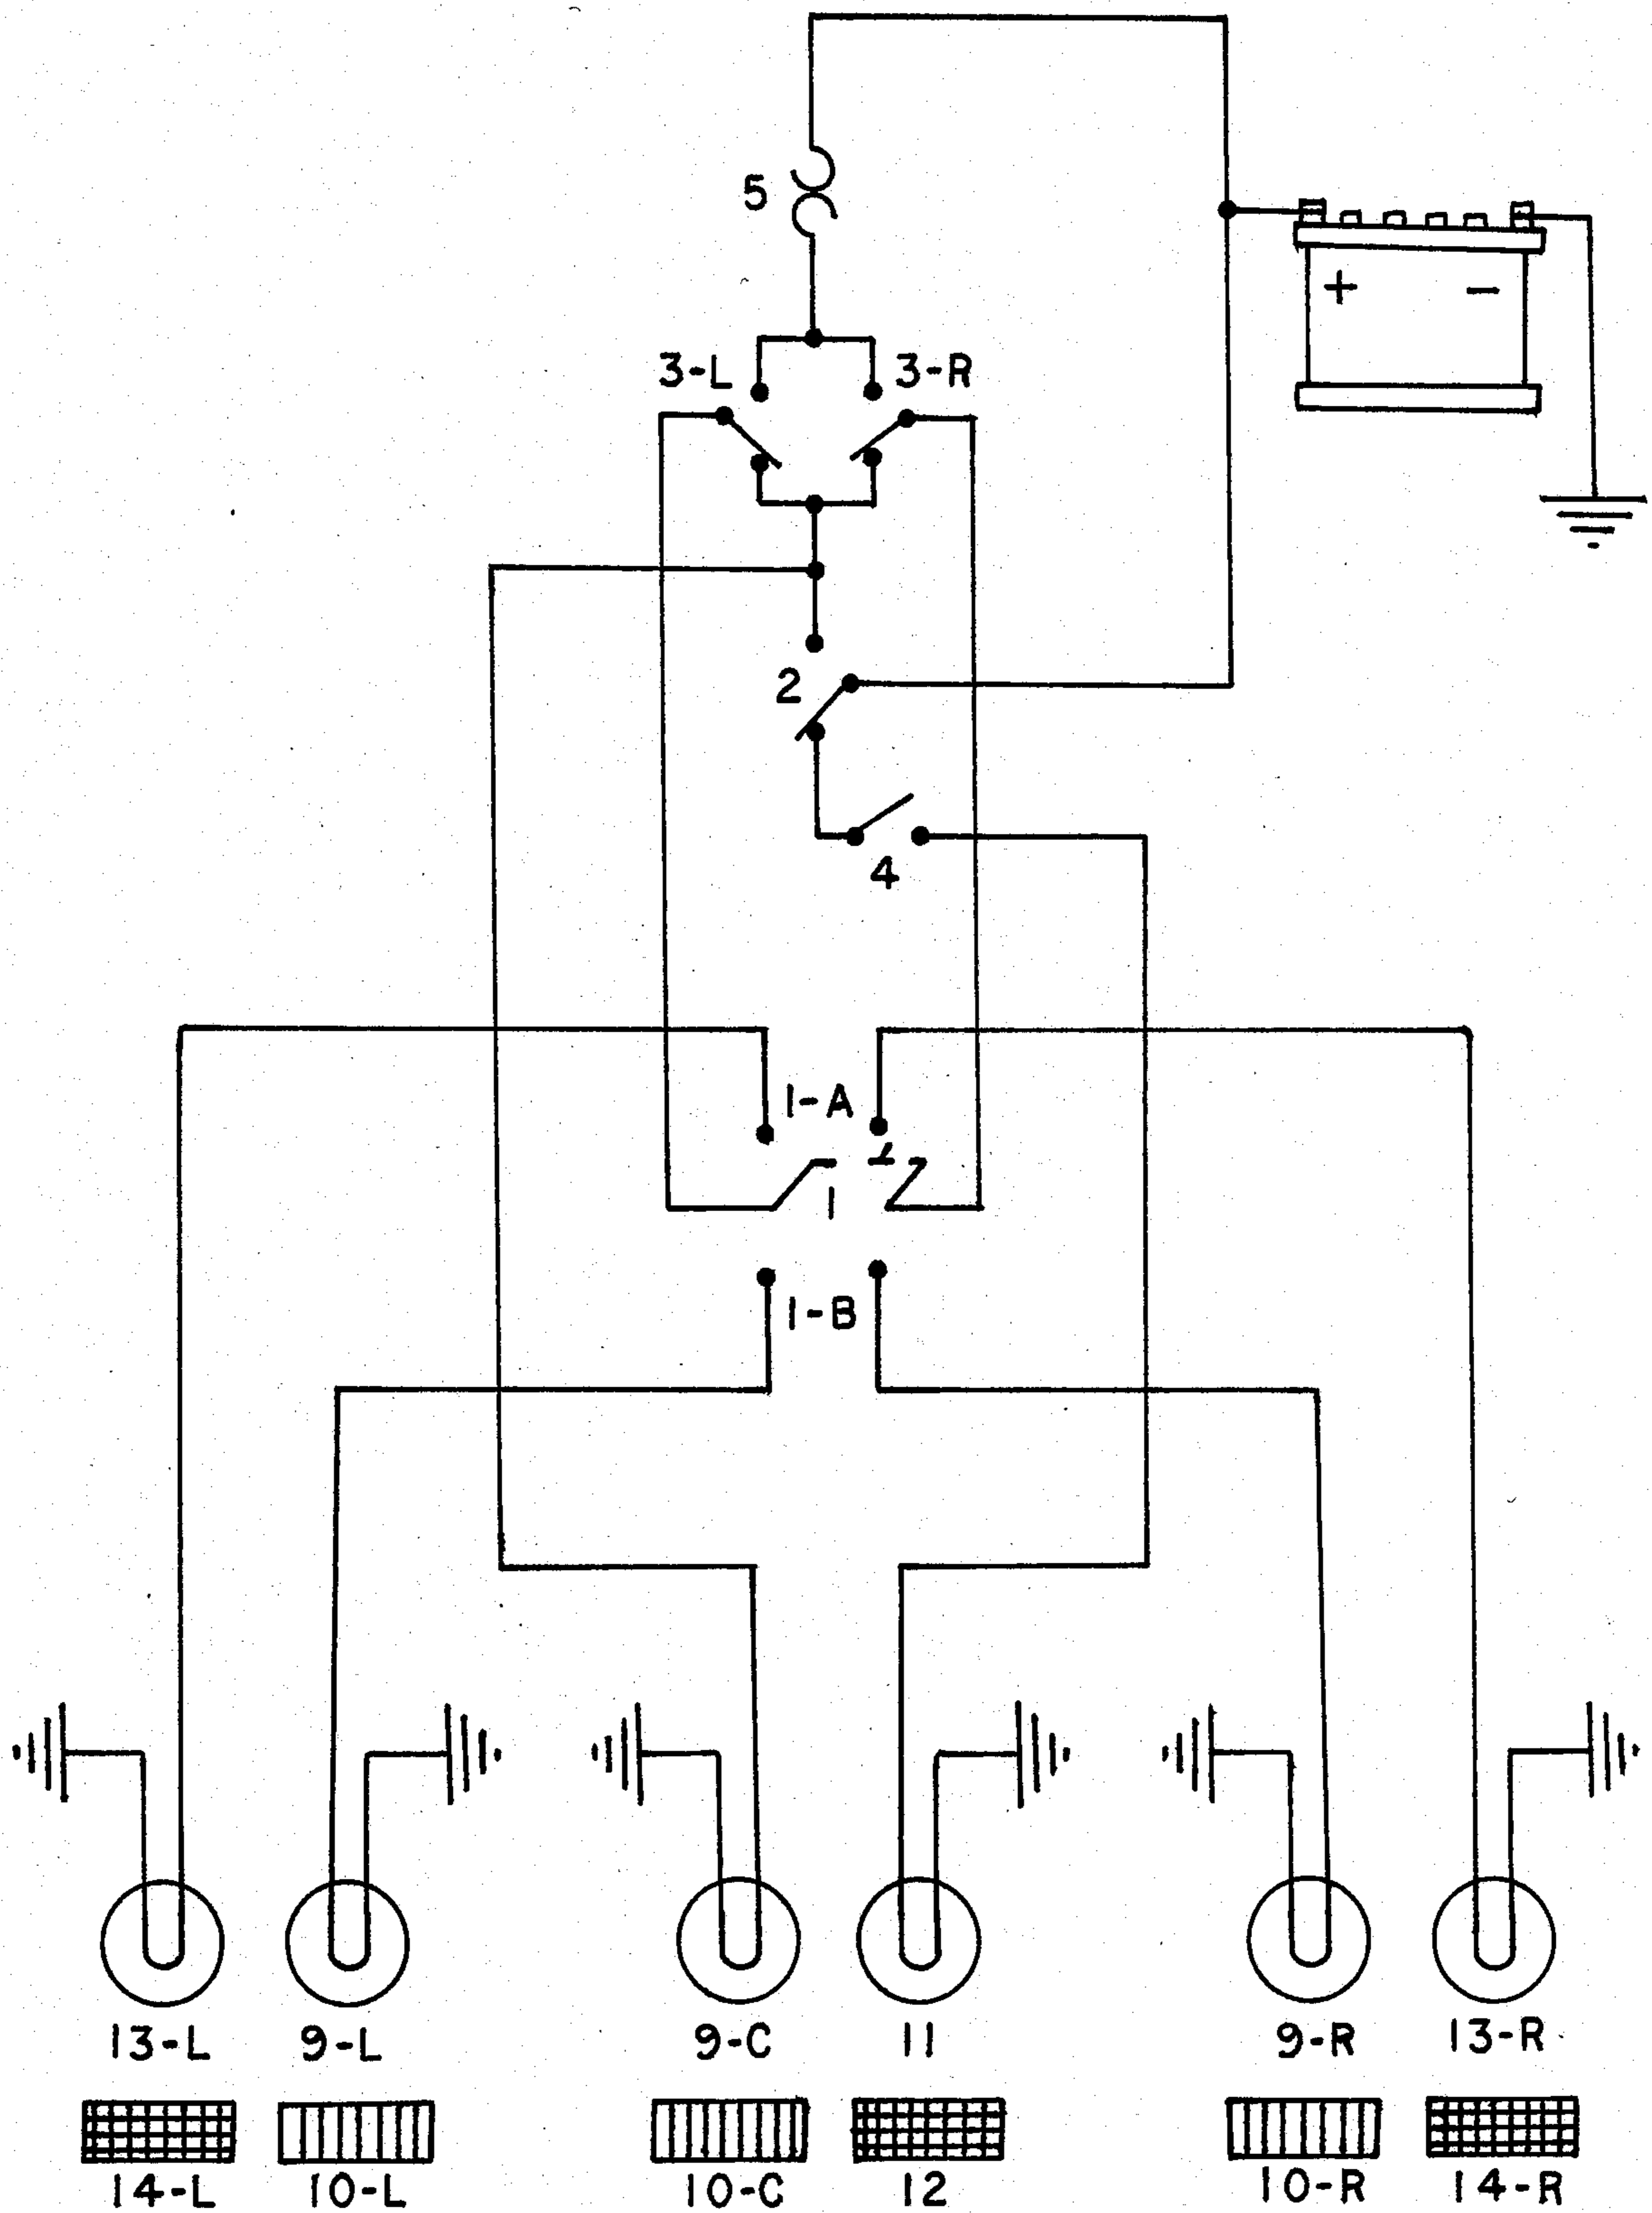 5
3-L 3-R
+ −
2
4
1-A
1
1-B
13-L 9-L 9-C 11 9-R 13-R
14-L 10-L 10-C 12 10-R 14-R